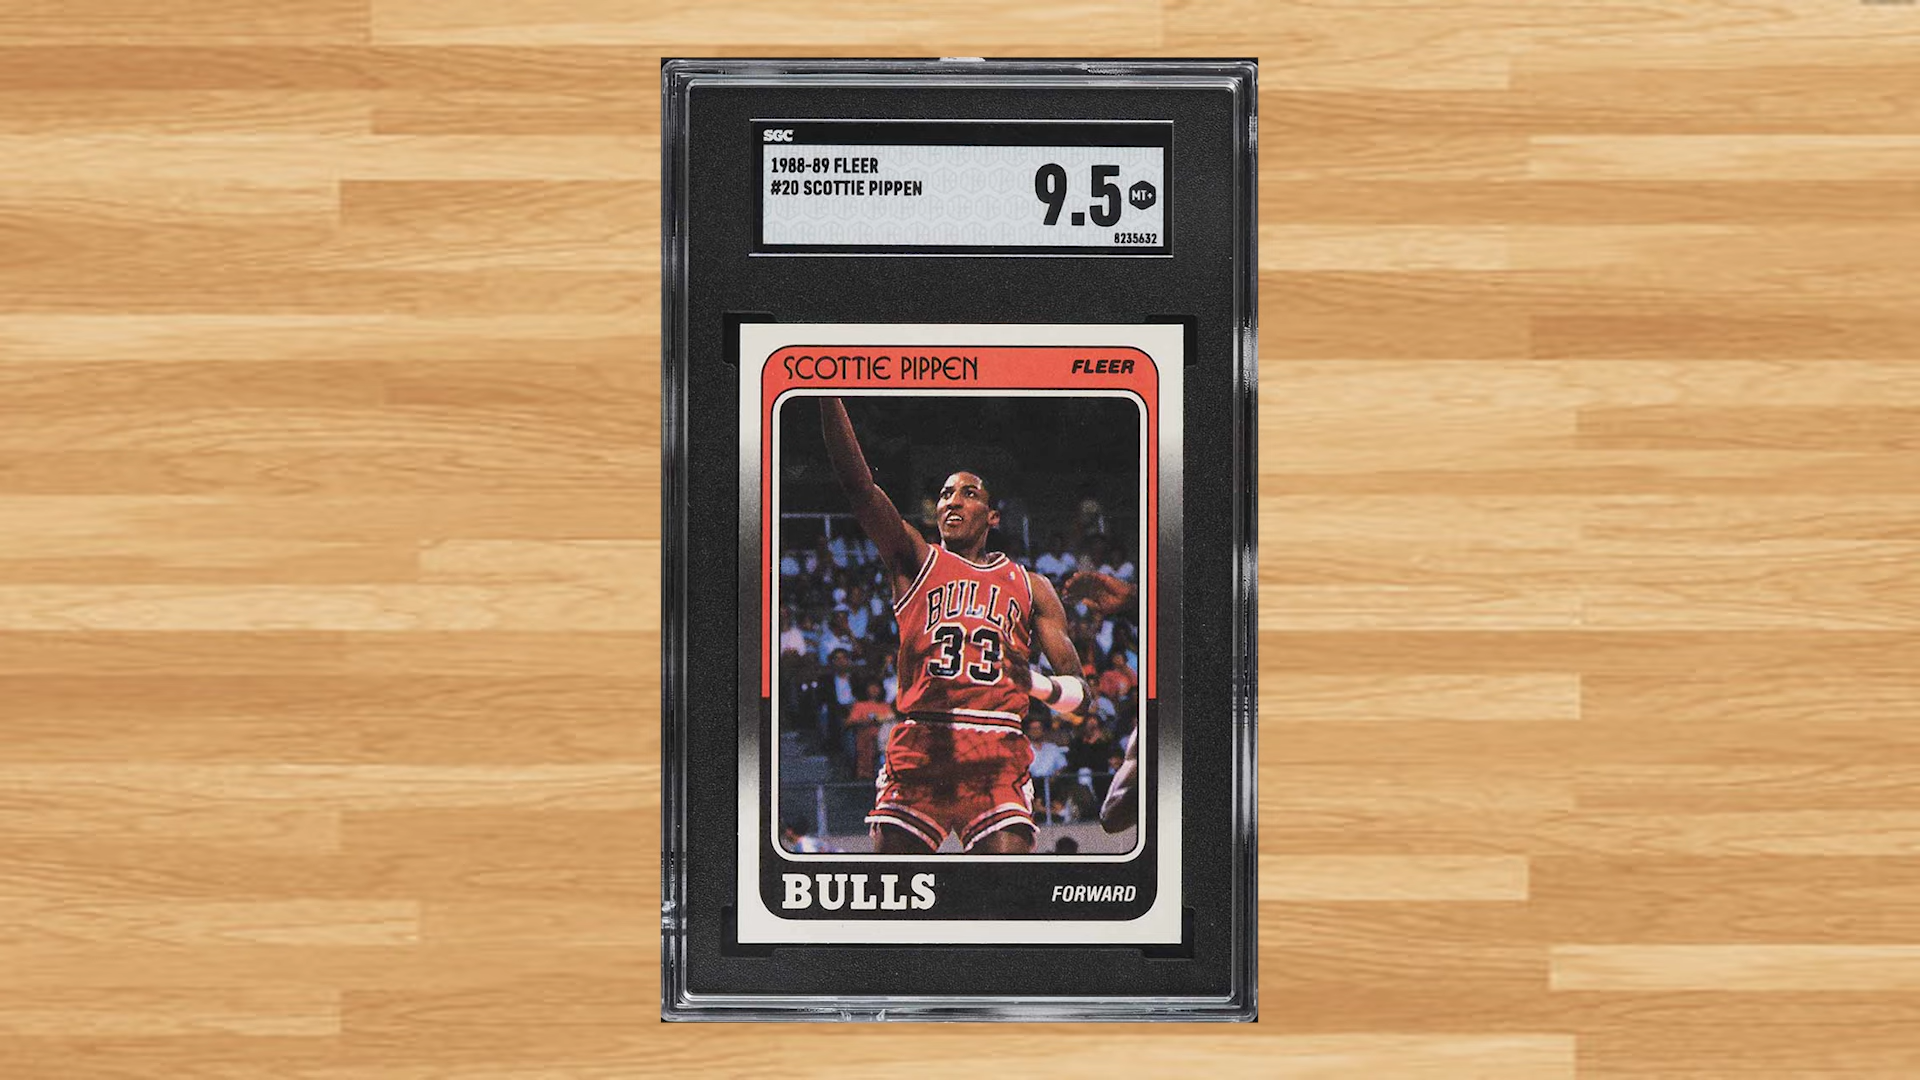 SGC
1988-89 FLEER
#20 SCOTTIE PIPPEN
9.5 MT+
8235632
SCOTTIE PIPPEN FLEER
BULLS
33
BULLS FORWARD